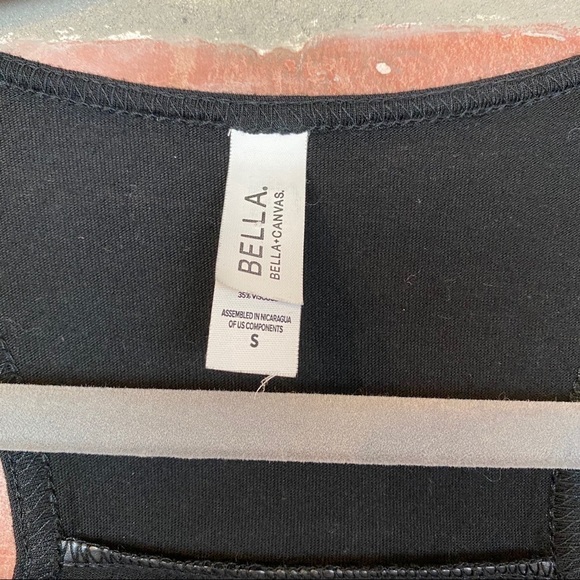 BELLA.
BELLA+CANVAS.
35%
ASSEMBLED IN NICARAGUA
OF US COMPONENTS
S